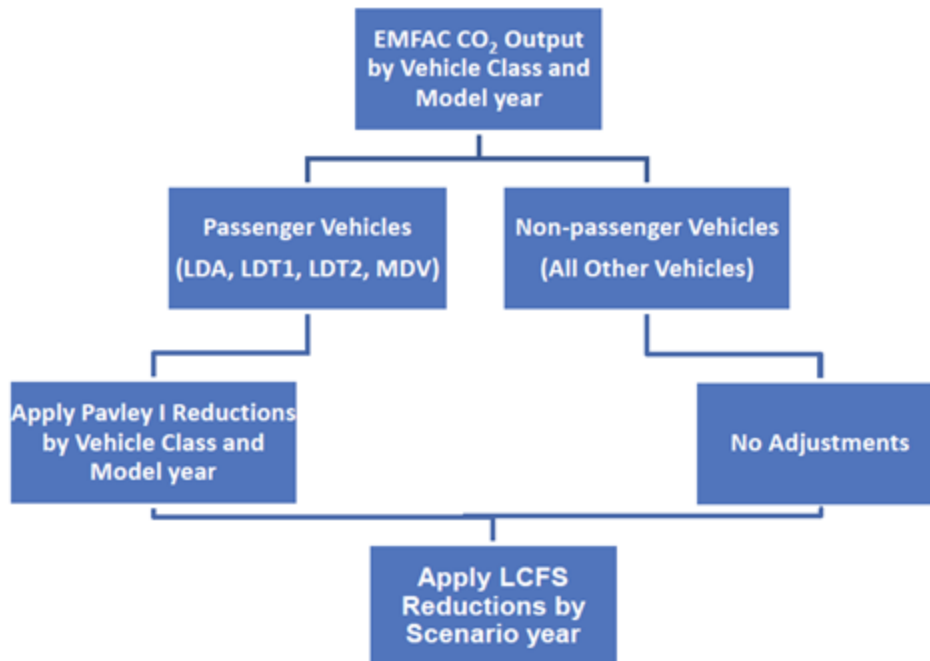 EMFAC CO₂ Output
by Vehicle Class and
Model year
Passenger Vehicles
(LDA, LDT1, LDT2, MDV)
Non-passenger Vehicles
(All Other Vehicles)
Apply Pavley I Reductions
by Vehicle Class and
Model year
No Adjustments
Apply LCFS
Reductions by
Scenario year